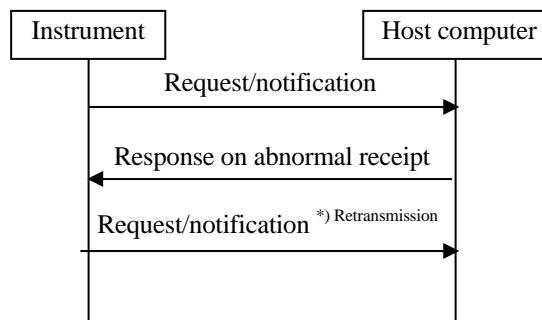 Instrument
Host computer
Request/notification
Response on abnormal receipt
Request/notification *) Retransmission